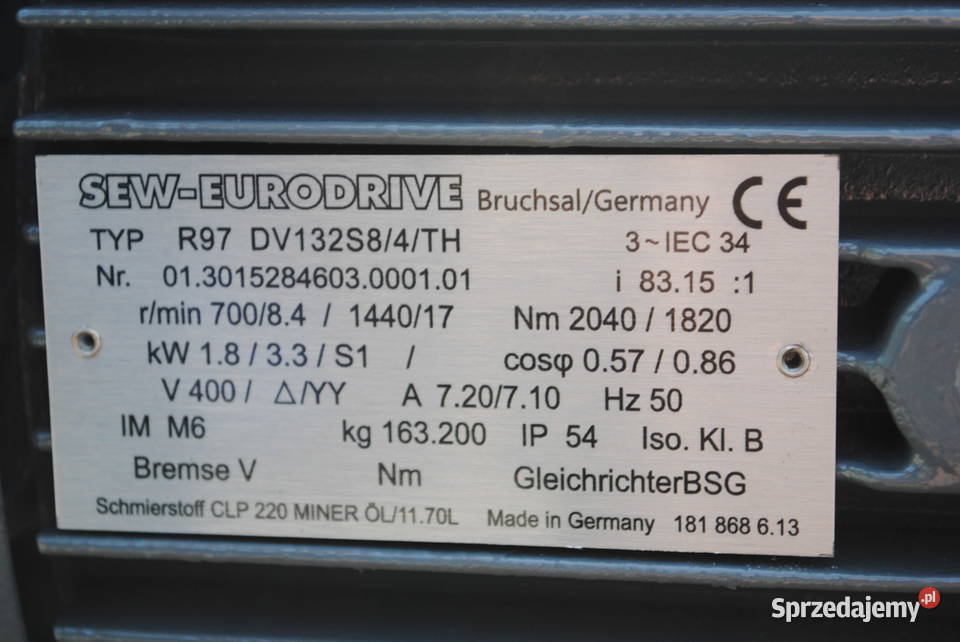 SEW-EURODRIVE Bruchsal/Germany CE
TYP R97 DV132S8/4/TH 3~IEC 34
Nr. 01.3015284603.0001.01 i 83.15 :1
r/min 700/8.4 / 1440/17 Nm 2040 / 1820
kW 1.8 / 3.3 / S1 / cosφ 0.57 / 0.86
V 400 / △/YY A 7.20/7.10 Hz 50
IM M6 kg 163.200 IP 54 Iso. Kl. B
Bremse V Nm GleichrichterBSG
Schmierstoff CLP 220 MINER ÖL/11.70L Made in Germany 181 868 6.13
Sprzedajemy.pl